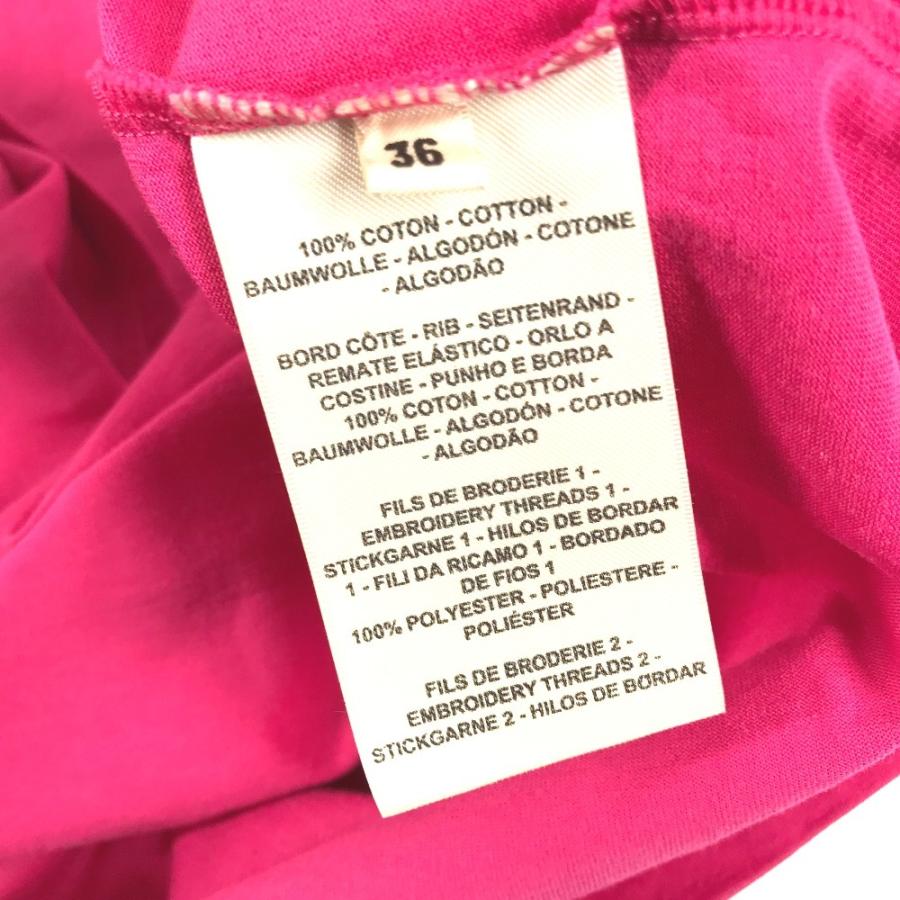 36
100% COTON - COTTON -
BAUMWOLLE - ALGODÓN - COTONE
- ALGODÃO
BORD CÔTE - RIB - SEITENRAND -
REMATE ELÁSTICO - ORLO A
COSTINE - PUNHO E BORDA
100% COTON - COTTON -
BAUMWOLLE - ALGODÓN - COTONE
- ALGODÃO
FILS DE BRODERIE 1 -
EMBROIDERY THREADS 1 -
STICKGARNE 1 - HILOS DE BORDAR
1 - FILI DA RICAMO 1 - BORDADO
DE FIOS 1
100% POLYESTER - POLIESTERE -
POLIÉSTER
FILS DE BRODERIE 2 -
EMBROIDERY THREADS 2 -
STICKGARNE 2 - HILOS DE BORDAR